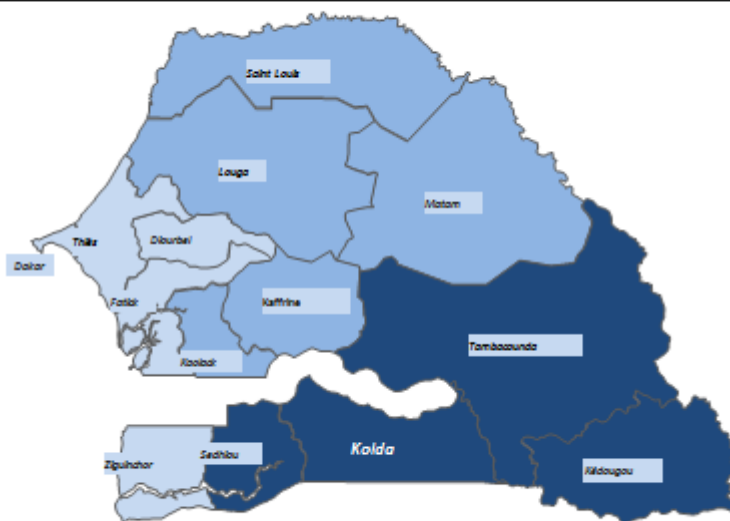 Saint Louis
Louga
Matam
Thiès
Diourbel
Dakar
Fatick
Kaffrine
Kaolack
Tambacounda
Kolda
Sedhiou
Ziguinchor
Kédougou